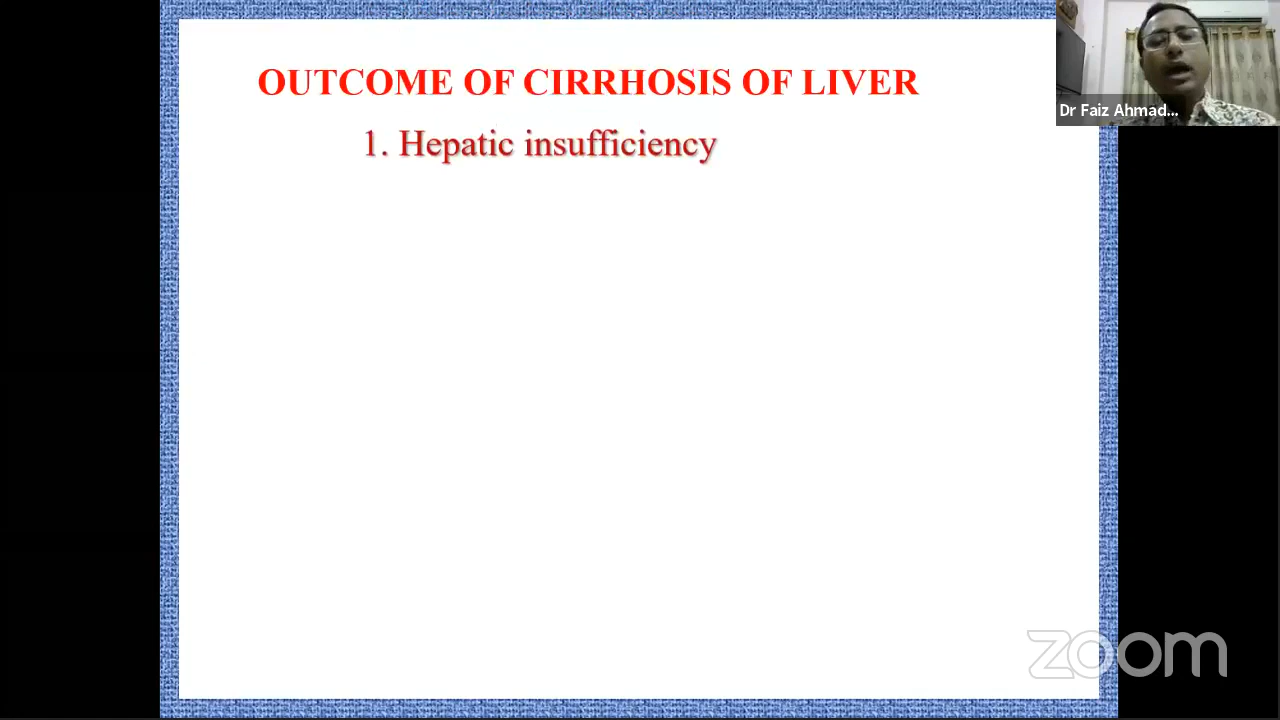 OUTCOME OF CIRRHOSIS OF LIVER
1. Hepatic insufficiency
Dr Faiz Ahmad...
zoom